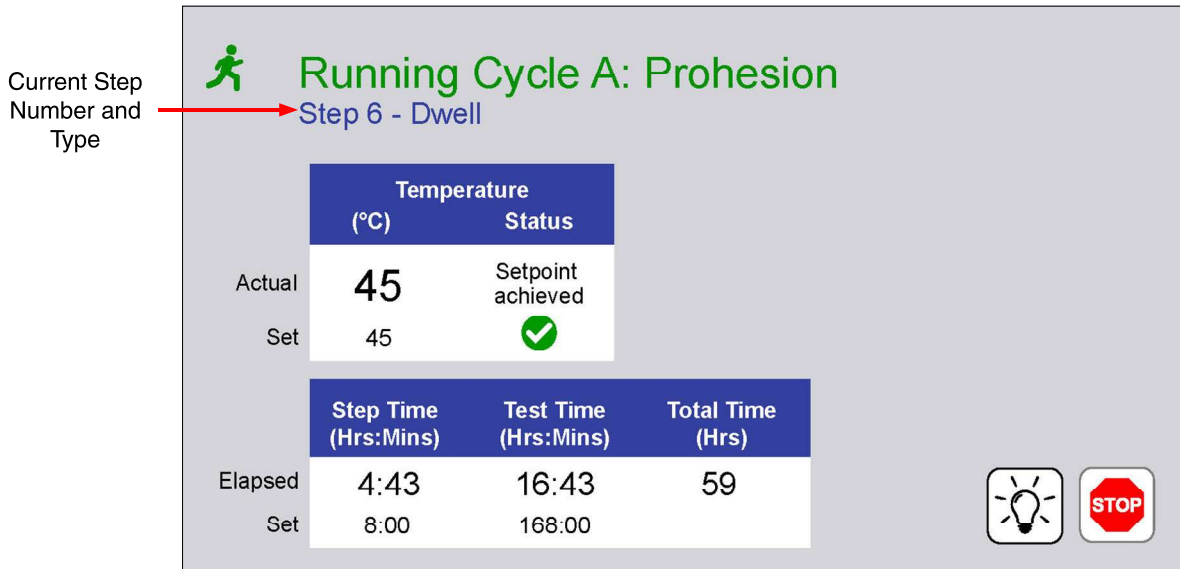 Current Step
Number and
Type
Running Cycle A: Prohesion
Step 6 - Dwell
Temperature
(°C) Status
Actual 45 Setpoint
achieved
Set 45
Step Time Test Time Total Time
(Hrs:Mins) (Hrs:Mins) (Hrs)
Elapsed 4:43 16:43 59
Set 8:00 168:00
STOP